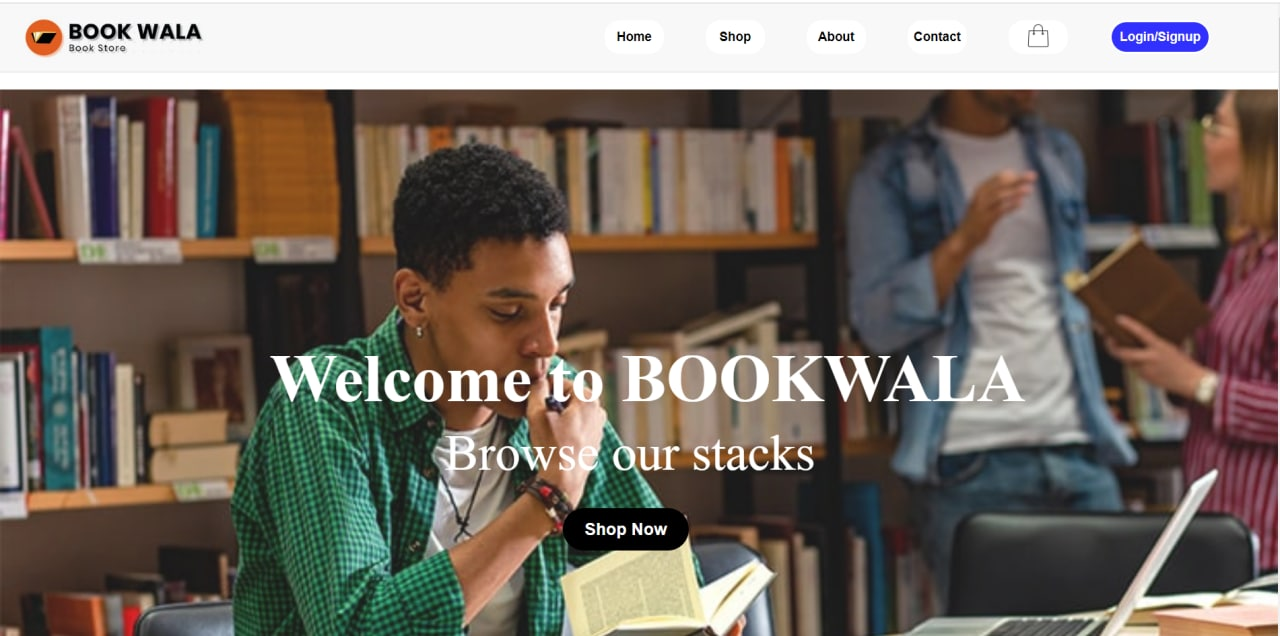 BOOK WALA
Book Store
Home
Shop
About
Contact
Login/Signup
Welcome to BOOKWALA
Browse our stacks
Shop Now